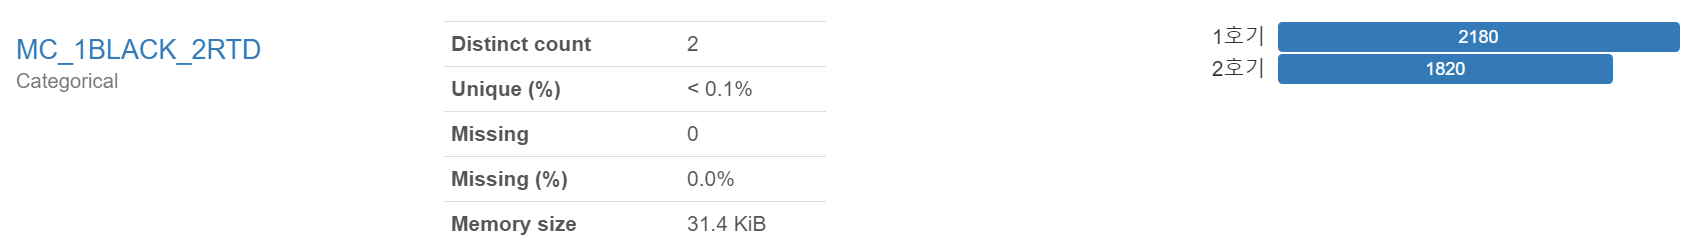 MC_1BLACK_2RTD
Categorical
Distinct count 2
Unique (%) < 0.1%
Missing 0
Missing (%) 0.0%
Memory size 31.4 KiB
1호기 2180
2호기 1820